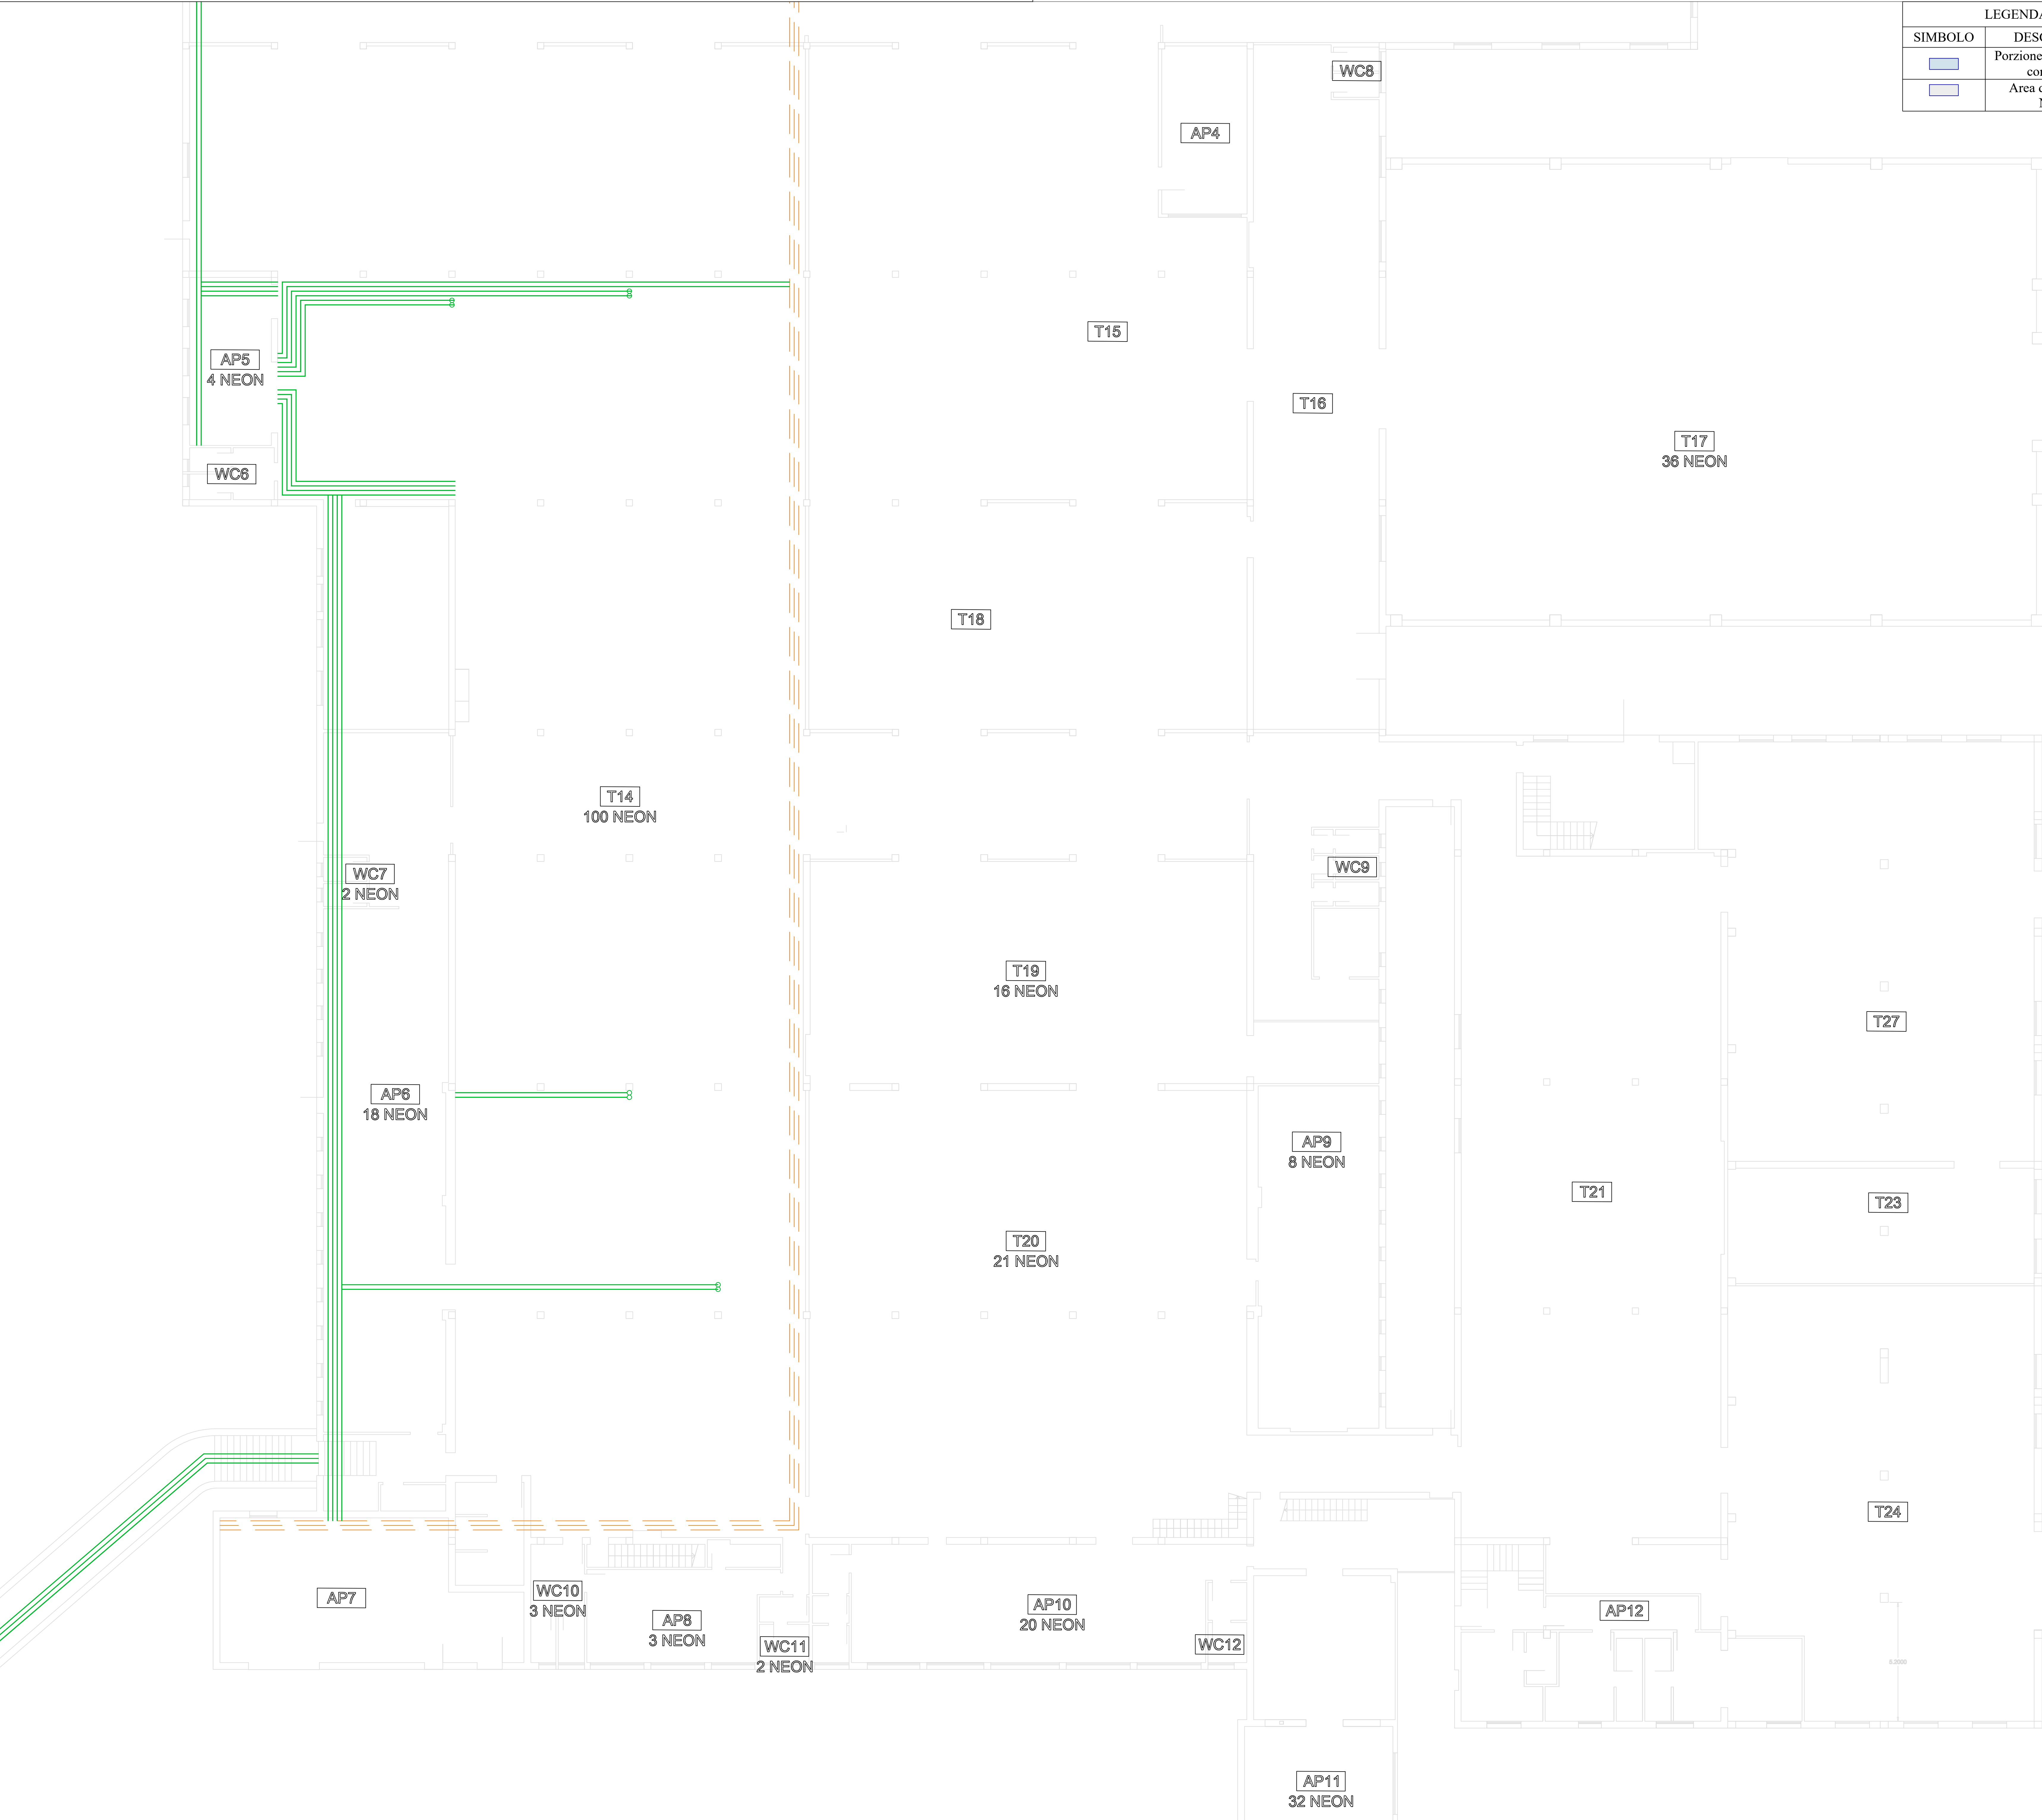 LEGENDA
SIMBOLO
Porzione
Area
WC8
AP4
T15
AP5
4 NEON
T16
T17
36 NEON
WC6
T18
T14
100 NEON
WC7
2 NEON
WC9
T19
16 NEON
T27
AP6
18 NEON
AP9
8 NEON
T21
T23
T20
21 NEON
T24
AP7
WC10
3 NEON
AP8
3 NEON
AP10
20 NEON
AP12
WC11
2 NEON
WC12
AP11
32 NEON